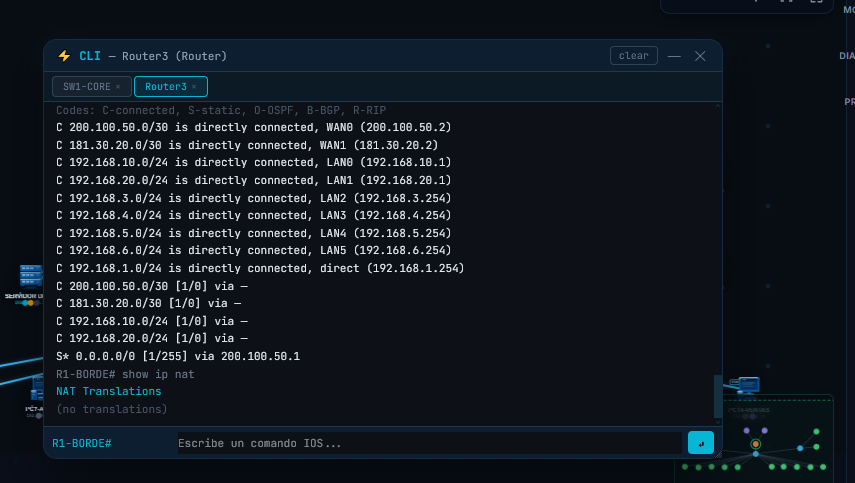 MO
DIA
PR
CLI — Router3 (Router)
clear
SW1-CORE ×
Router3 ×
Codes: C-connected, S-static, O-OSPF, B-BGP, R-RIP
C 200.100.50.0/30 is directly connected, WAN0 (200.100.50.2)
C 181.30.20.0/30 is directly connected, WAN1 (181.30.20.2)
C 192.168.10.0/24 is directly connected, LAN0 (192.168.10.1)
C 192.168.20.0/24 is directly connected, LAN1 (192.168.20.1)
C 192.168.3.0/24 is directly connected, LAN2 (192.168.3.254)
C 192.168.4.0/24 is directly connected, LAN3 (192.168.4.254)
C 192.168.5.0/24 is directly connected, LAN4 (192.168.5.254)
C 192.168.6.0/24 is directly connected, LAN5 (192.168.6.254)
C 192.168.1.0/24 is directly connected, direct (192.168.1.254)
C 200.100.50.0/30 [1/0] via —
C 181.30.20.0/30 [1/0] via —
C 192.168.10.0/24 [1/0] via —
C 192.168.20.0/24 [1/0] via —
S* 0.0.0.0/0 [1/255] via 200.100.50.1
R1-BORDE# show ip nat
NAT Translations
(no translations)
R1-BORDE#
Escribe un comando IOS...
SERVIDOR